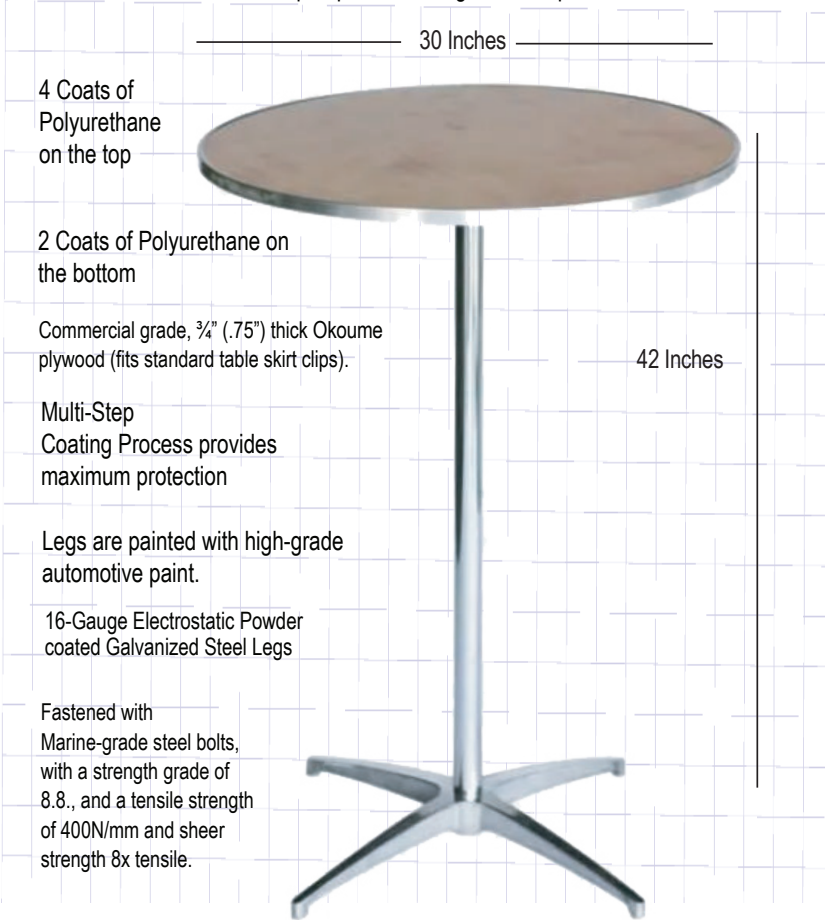 30 Inches
4 Coats of
Polyurethane
on the top
2 Coats of Polyurethane on
the bottom
Commercial grade, ¾” (.75”) thick Okoume
plywood (fits standard table skirt clips).
42 Inches
Multi-Step
Coating Process provides
maximum protection
Legs are painted with high-grade
automotive paint.
16-Gauge Electrostatic Powder
coated Galvanized Steel Legs
Fastened with
Marine-grade steel bolts,
with a strength grade of
8.8., and a tensile strength
of 400N/mm and sheer
strength 8x tensile.